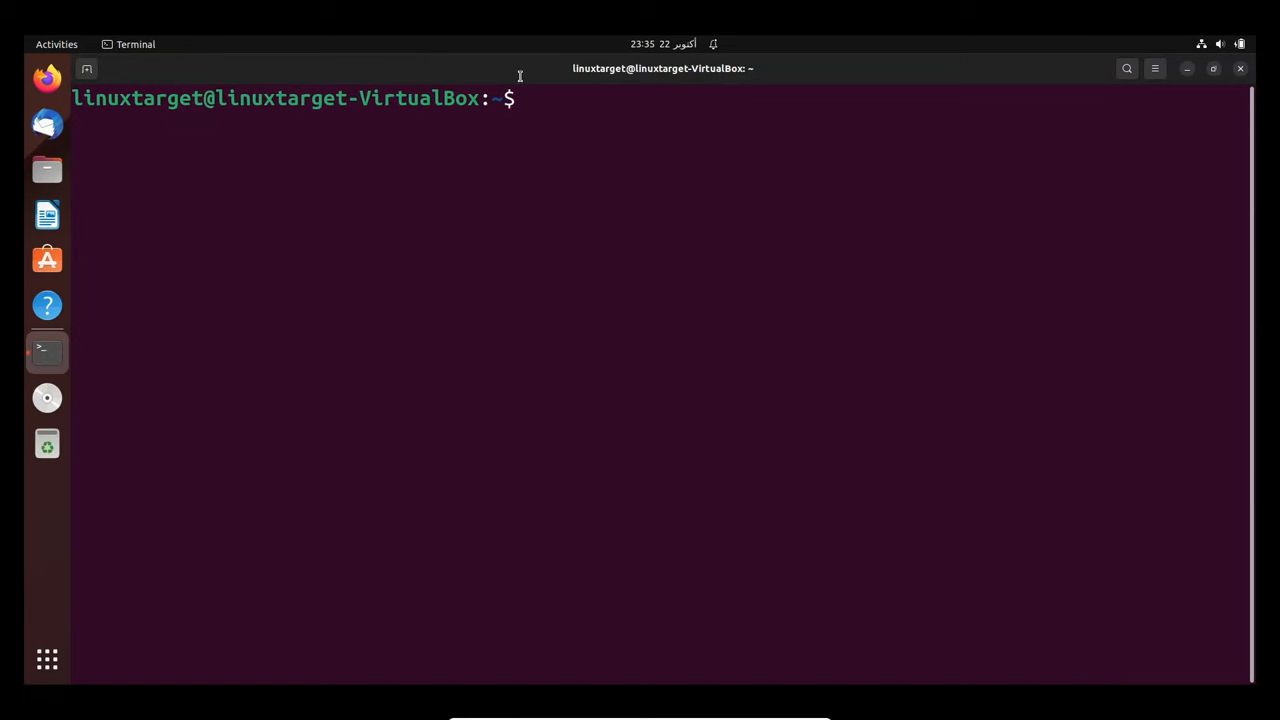 Activities
Terminal
23:35 22 أكتوبر
linuxtarget@linuxtarget-VirtualBox: ~
linuxtarget@linuxtarget-VirtualBox:~$